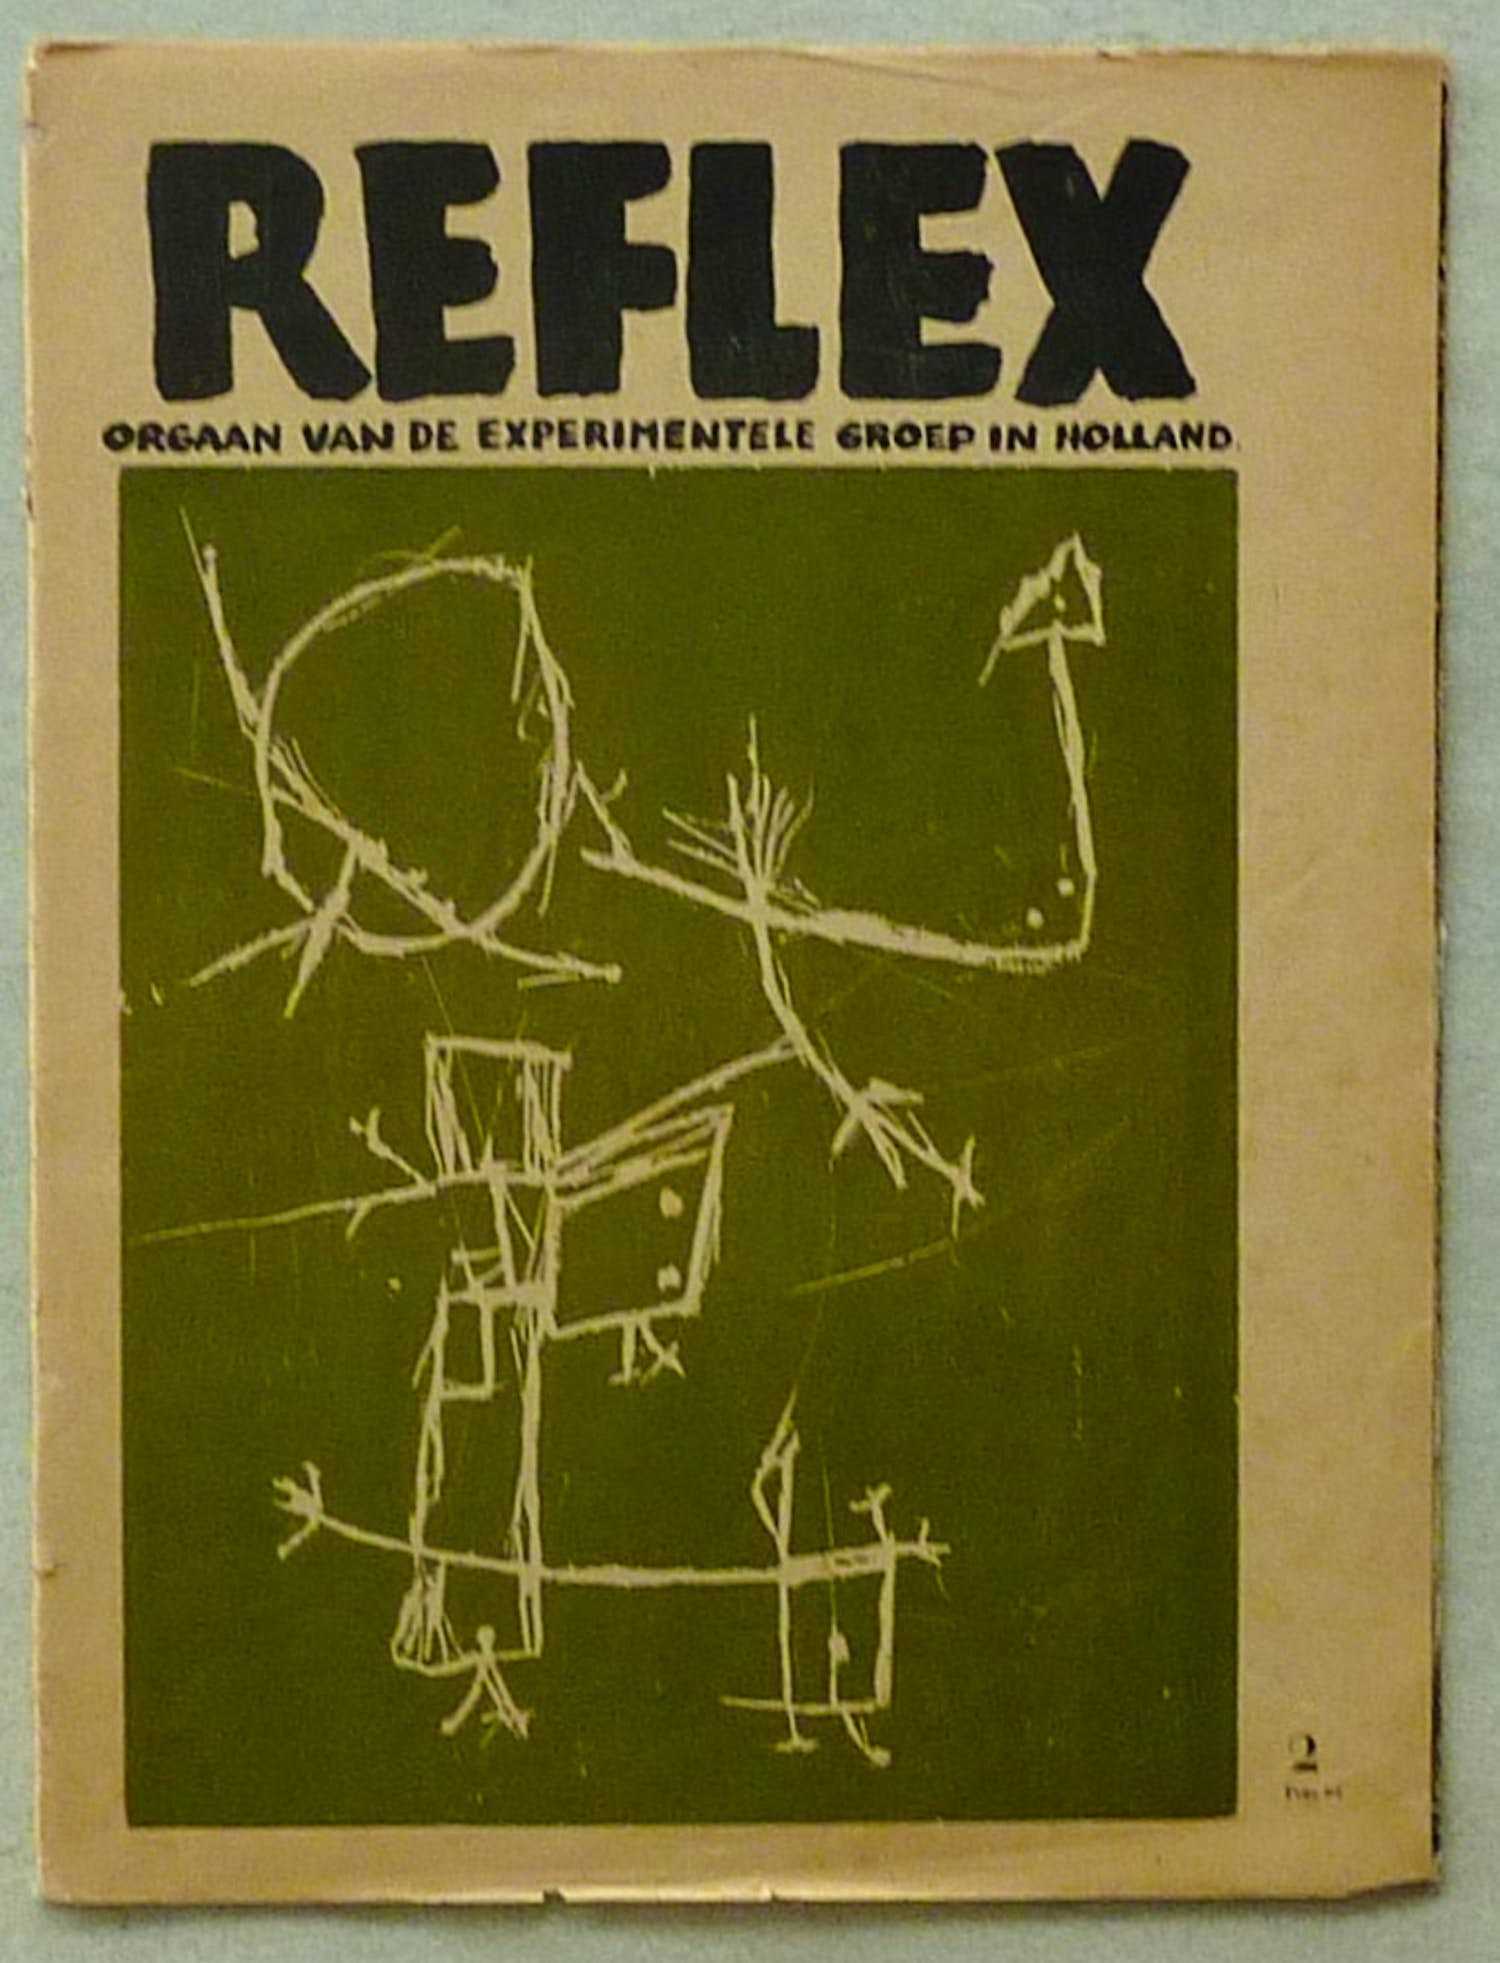 REFLEX
ORGAAN VAN DE EXPERIMENTELE GROEP IN HOLLAND
2